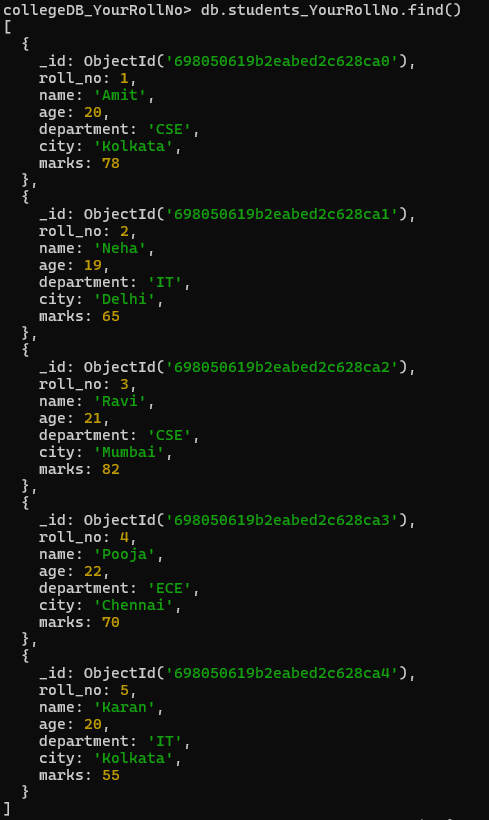 collegeDB_YourRollNo> db.students_YourRollNo.find()
[
  {
    _id: ObjectId('698050619b2eabed2c628ca0'),
    roll_no: 1,
    name: 'Amit',
    age: 20,
    department: 'CSE',
    city: 'Kolkata',
    marks: 78
  },
  {
    _id: ObjectId('698050619b2eabed2c628ca1'),
    roll_no: 2,
    name: 'Neha',
    age: 19,
    department: 'IT',
    city: 'Delhi',
    marks: 65
  },
  {
    _id: ObjectId('698050619b2eabed2c628ca2'),
    roll_no: 3,
    name: 'Ravi',
    age: 21,
    department: 'CSE',
    city: 'Mumbai',
    marks: 82
  },
  {
    _id: ObjectId('698050619b2eabed2c628ca3'),
    roll_no: 4,
    name: 'Pooja',
    age: 22,
    department: 'ECE',
    city: 'Chennai',
    marks: 70
  },
  {
    _id: ObjectId('698050619b2eabed2c628ca4'),
    roll_no: 5,
    name: 'Karan',
    age: 20,
    department: 'IT',
    city: 'Kolkata',
    marks: 55
  }
]